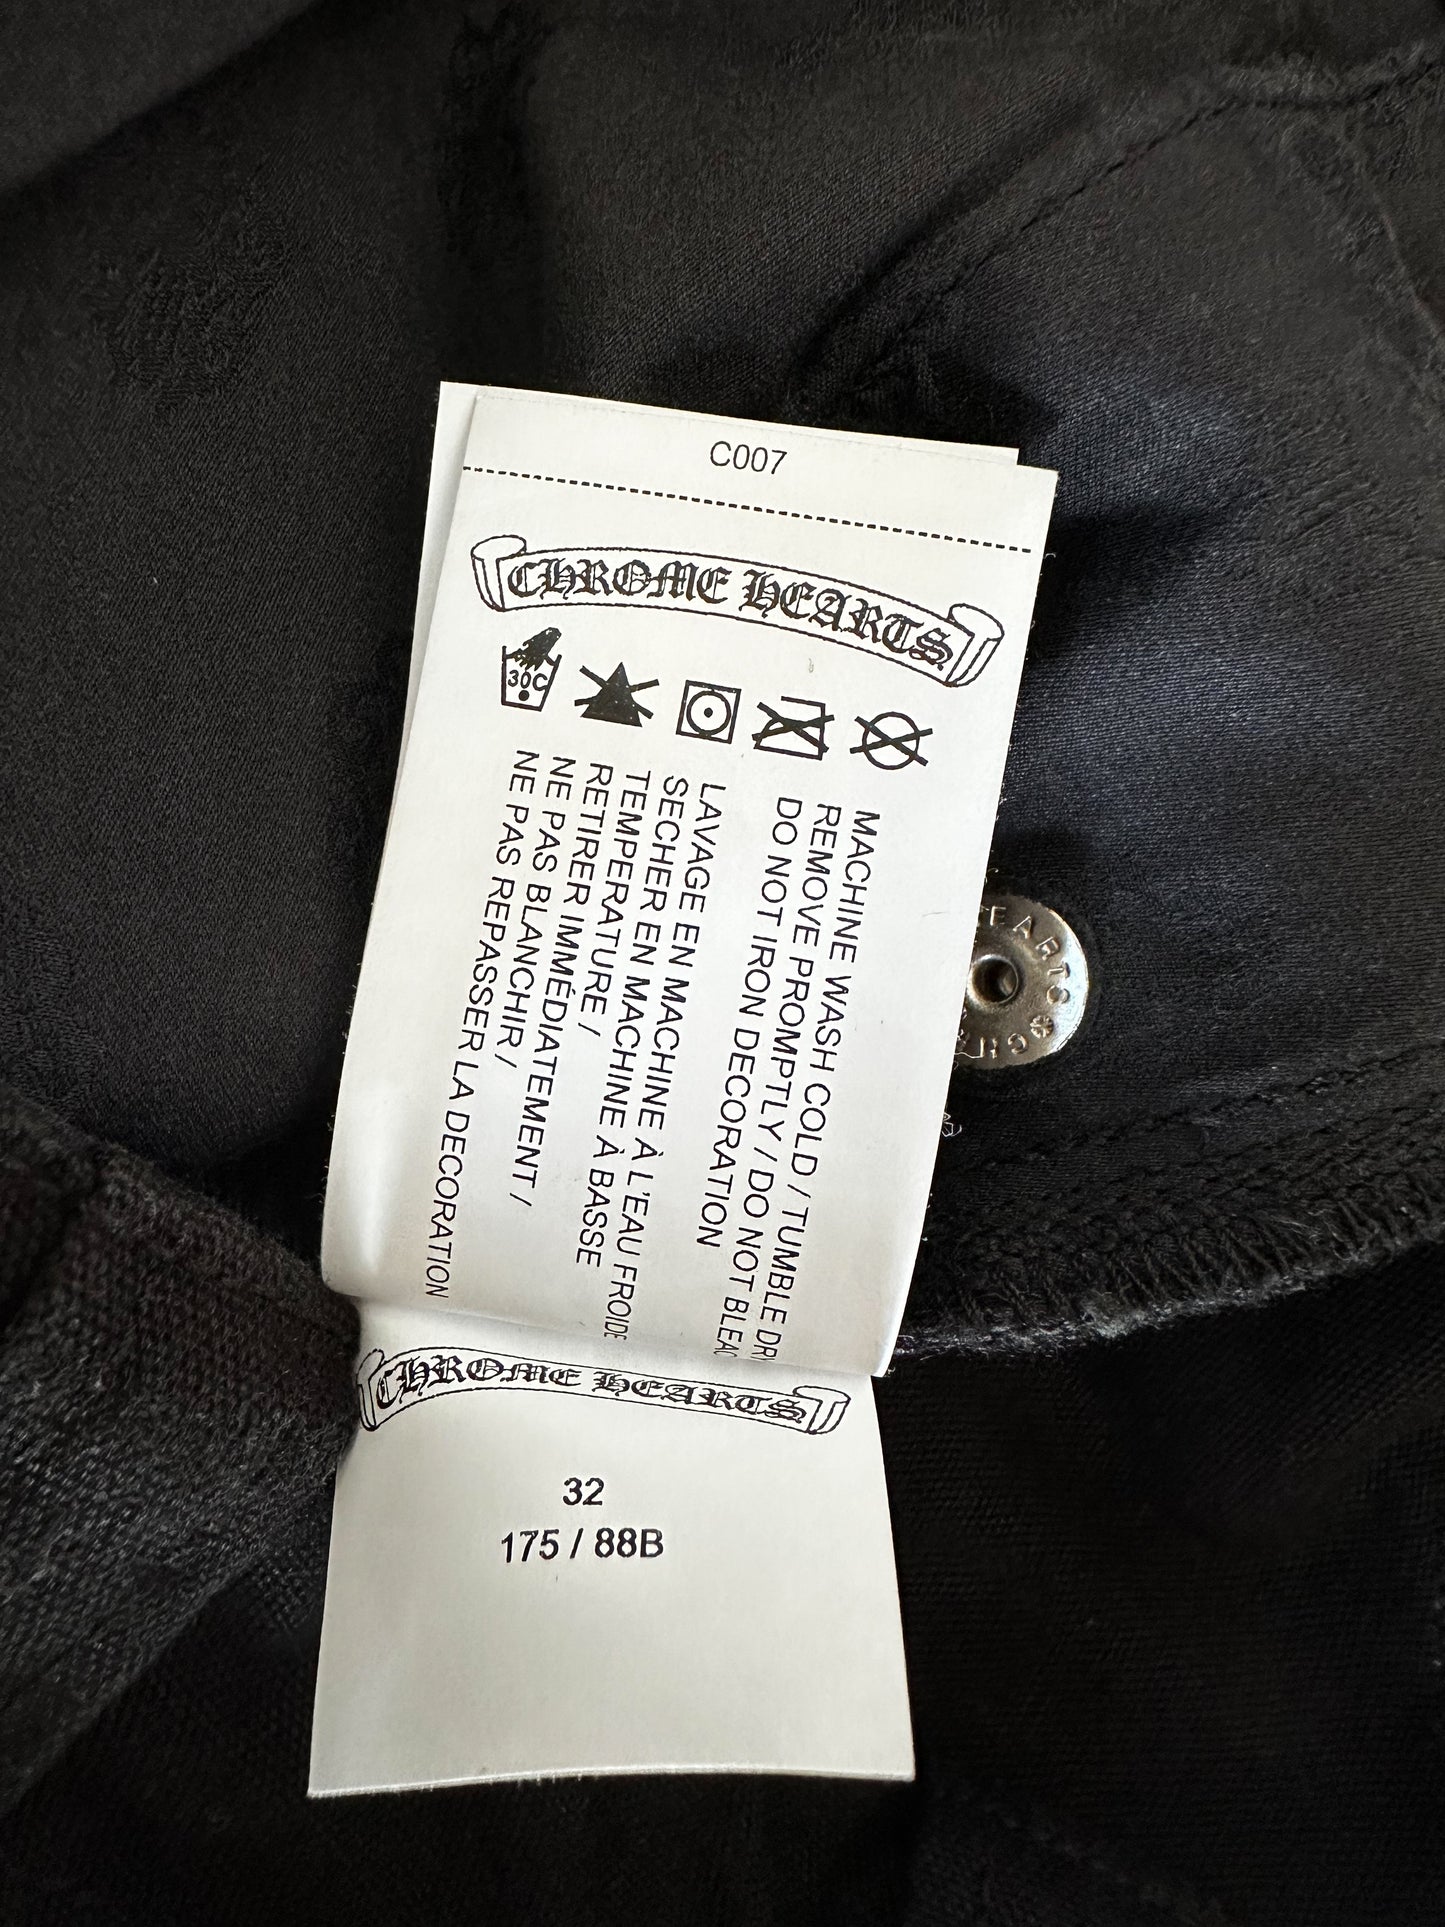 C007
CHROME HEARTS
30C
MACHINE WASH COLD / TUMBLE DRY
REMOVE PROMPTLY / DO NOT BLEAC
DO NOT IRON DECORATION
LAVAGE EN MACHINE À L'EAU FROIDE
SECHER EN MACHINE À BASSE
TEMPERATURE /
RETIRER IMMÉDIATEMENT /
NE PAS BLANCHIR /
NE PAS REPASSER LA DECORATION
CHROME HEARTS
32
175 / 88B